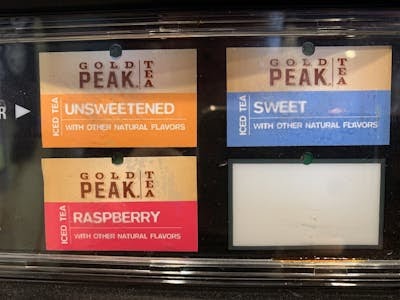 GOLD PEAK TEA
ICED TEA
UNSWEETENED
WITH OTHER NATURAL FLAVORS
GOLD PEAK TEA
ICED TEA
SWEET
WITH OTHER NATURAL FLAVORS
GOLD PEAK TEA
ICED TEA
RASPBERRY
WITH OTHER NATURAL FLAVORS